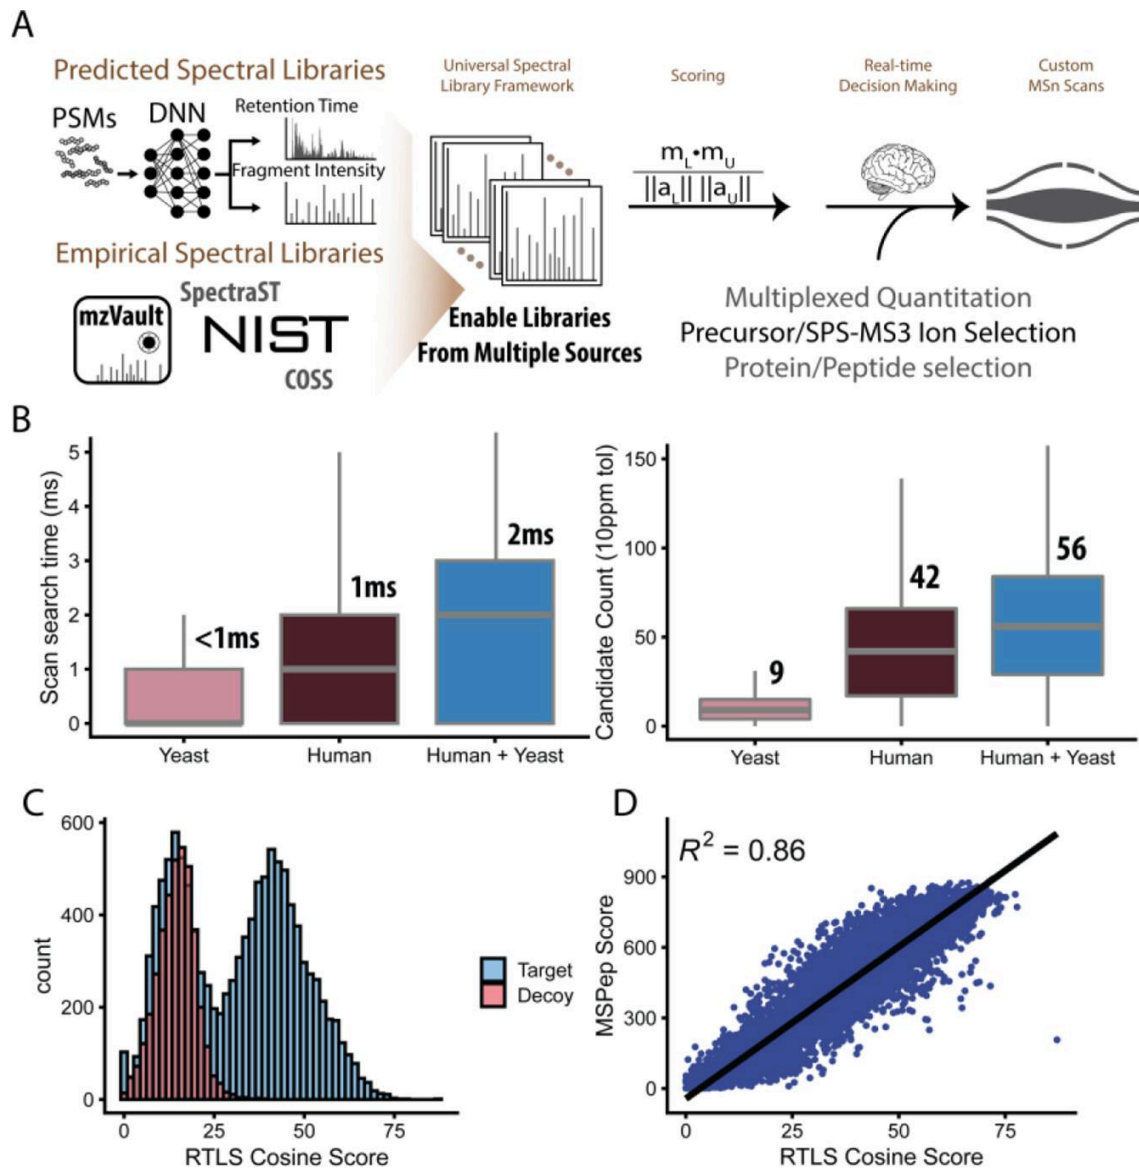 A
Predicted Spectral Libraries
PSMs
DNN
Retention Time
Fragment Intensity
Empirical Spectral Libraries
mzVault
SpectraST
NIST
COSS
Universal Spectral
Library Framework
Enable Libraries
From Multiple Sources
Scoring
m_L•m_U
||a_L|| ||a_U||
Real-time
Decision Making
Custom
MSn Scans
Multiplexed Quantitation
Precursor/SPS-MS3 Ion Selection
Protein/Peptide selection
B
Scan search time (ms)
5
4
3
2
1
0
<1ms
1ms
2ms
Yeast
Human
Human + Yeast
Candidate Count (10ppm tol)
150
100
50
0
9
42
56
Yeast
Human
Human + Yeast
C
count
600
400
200
0
0
25
50
75
RTLS Cosine Score
Target
Decoy
D
R² = 0.86
MSPep Score
900
600
300
0
0
25
50
75
RTLS Cosine Score